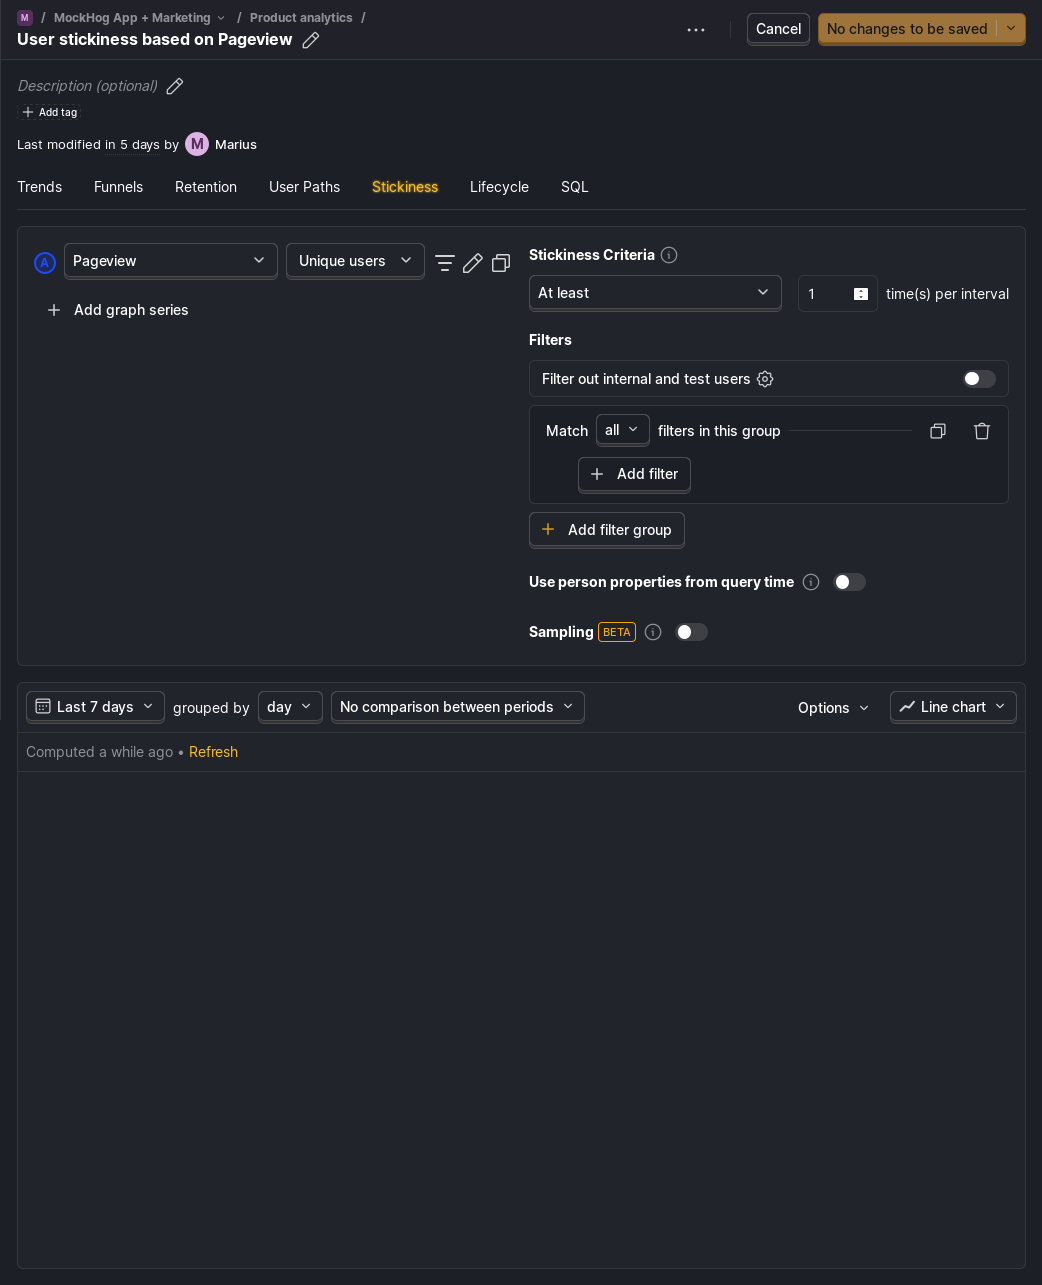 M / MockHog App + Marketing / Product analytics /
User stickiness based on Pageview
Cancel
No changes to be saved
Description (optional)
Add tag
Last modified in 5 days by M Marius
Trends Funnels Retention User Paths Stickiness Lifecycle SQL
A Pageview Unique users
Add graph series
Stickiness Criteria
At least 1 time(s) per interval
Filters
Filter out internal and test users
Match all filters in this group
Add filter
Add filter group
Use person properties from query time
Sampling BETA
Last 7 days grouped by day No comparison between periods Options Line chart
Computed a while ago • Refresh